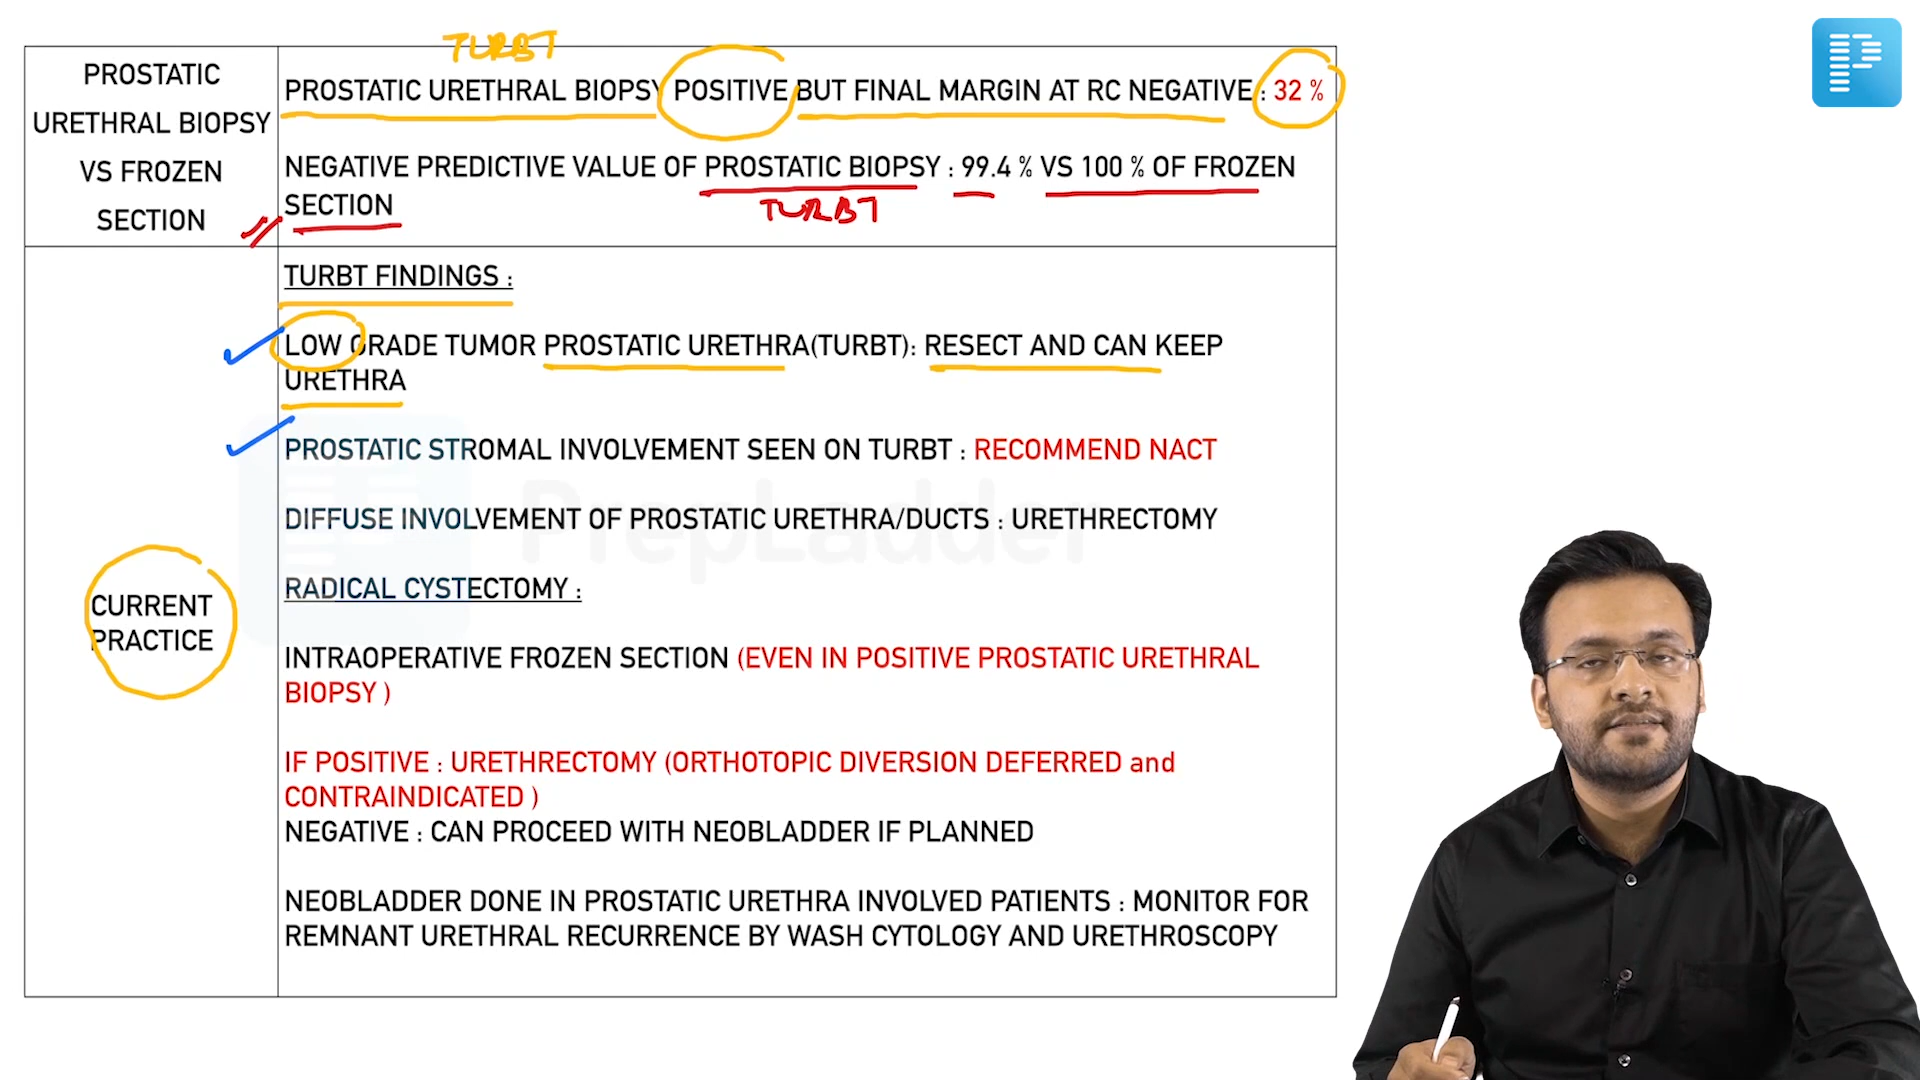 TURBT
PROSTATIC
URETHRAL BIOPSY
VS FROZEN
SECTION
PROSTATIC URETHRAL BIOPSY POSITIVE BUT FINAL MARGIN AT RC NEGATIVE : 32 %
NEGATIVE PREDICTIVE VALUE OF PROSTATIC BIOPSY : 99.4 % VS 100 % OF FROZEN
SECTION
TURBT
CURRENT
PRACTICE
TURBT FINDINGS :
LOW GRADE TUMOR PROSTATIC URETHRA(TURBT): RESECT AND CAN KEEP
URETHRA
PROSTATIC STROMAL INVOLVEMENT SEEN ON TURBT : RECOMMEND NACT
DIFFUSE INVOLVEMENT OF PROSTATIC URETHRA/DUCTS : URETHRECTOMY
RADICAL CYSTECTOMY :
INTRAOPERATIVE FROZEN SECTION (EVEN IN POSITIVE PROSTATIC URETHRAL
BIOPSY )
IF POSITIVE : URETHRECTOMY (ORTHOTOPIC DIVERSION DEFERRED and
CONTRAINDICATED )
NEGATIVE : CAN PROCEED WITH NEOBLADDER IF PLANNED
NEOBLADDER DONE IN PROSTATIC URETHRA INVOLVED PATIENTS : MONITOR FOR
REMNANT URETHRAL RECURRENCE BY WASH CYTOLOGY AND URETHROSCOPY
PrepLadder